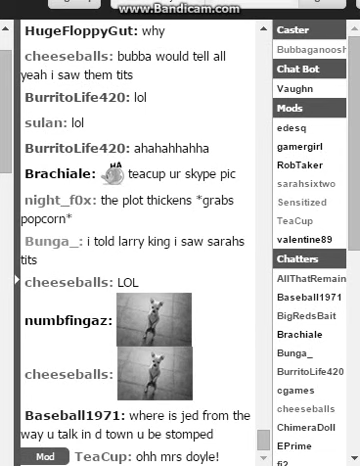 www.Bandicam.com
HugeFloppyGut: why
cheeseballs: bubba would tell all
yeah i saw them tits
BurritoLife420: lol
sulan: lol
BurritoLife420: ahahahhahha
Brachiale: HA teacup ur skype pic
night_f0x: the plot thickens *grabs
popcorn*
Bunga_: i told larry king i saw sarahs
tits
cheeseballs: LOL
numbfingaz:
cheeseballs:
Baseball1971: where is jed from the
way u talk in d town u be stomped
Mod TeaCup: ohh mrs doyle!
Caster
Bubbaganoosh
Chat Bot
Vaughn
Mods
edesq
gamergirl
RobTaker
sarahsixtwo
Sensitized
TeaCup
valentine89
Chatters
AllThatRemain
Baseball1971
BigRedsBait
Brachiale
Bunga_
BurritoLife420
cgames
cheeseballs
ChimeraDoll
EPrime